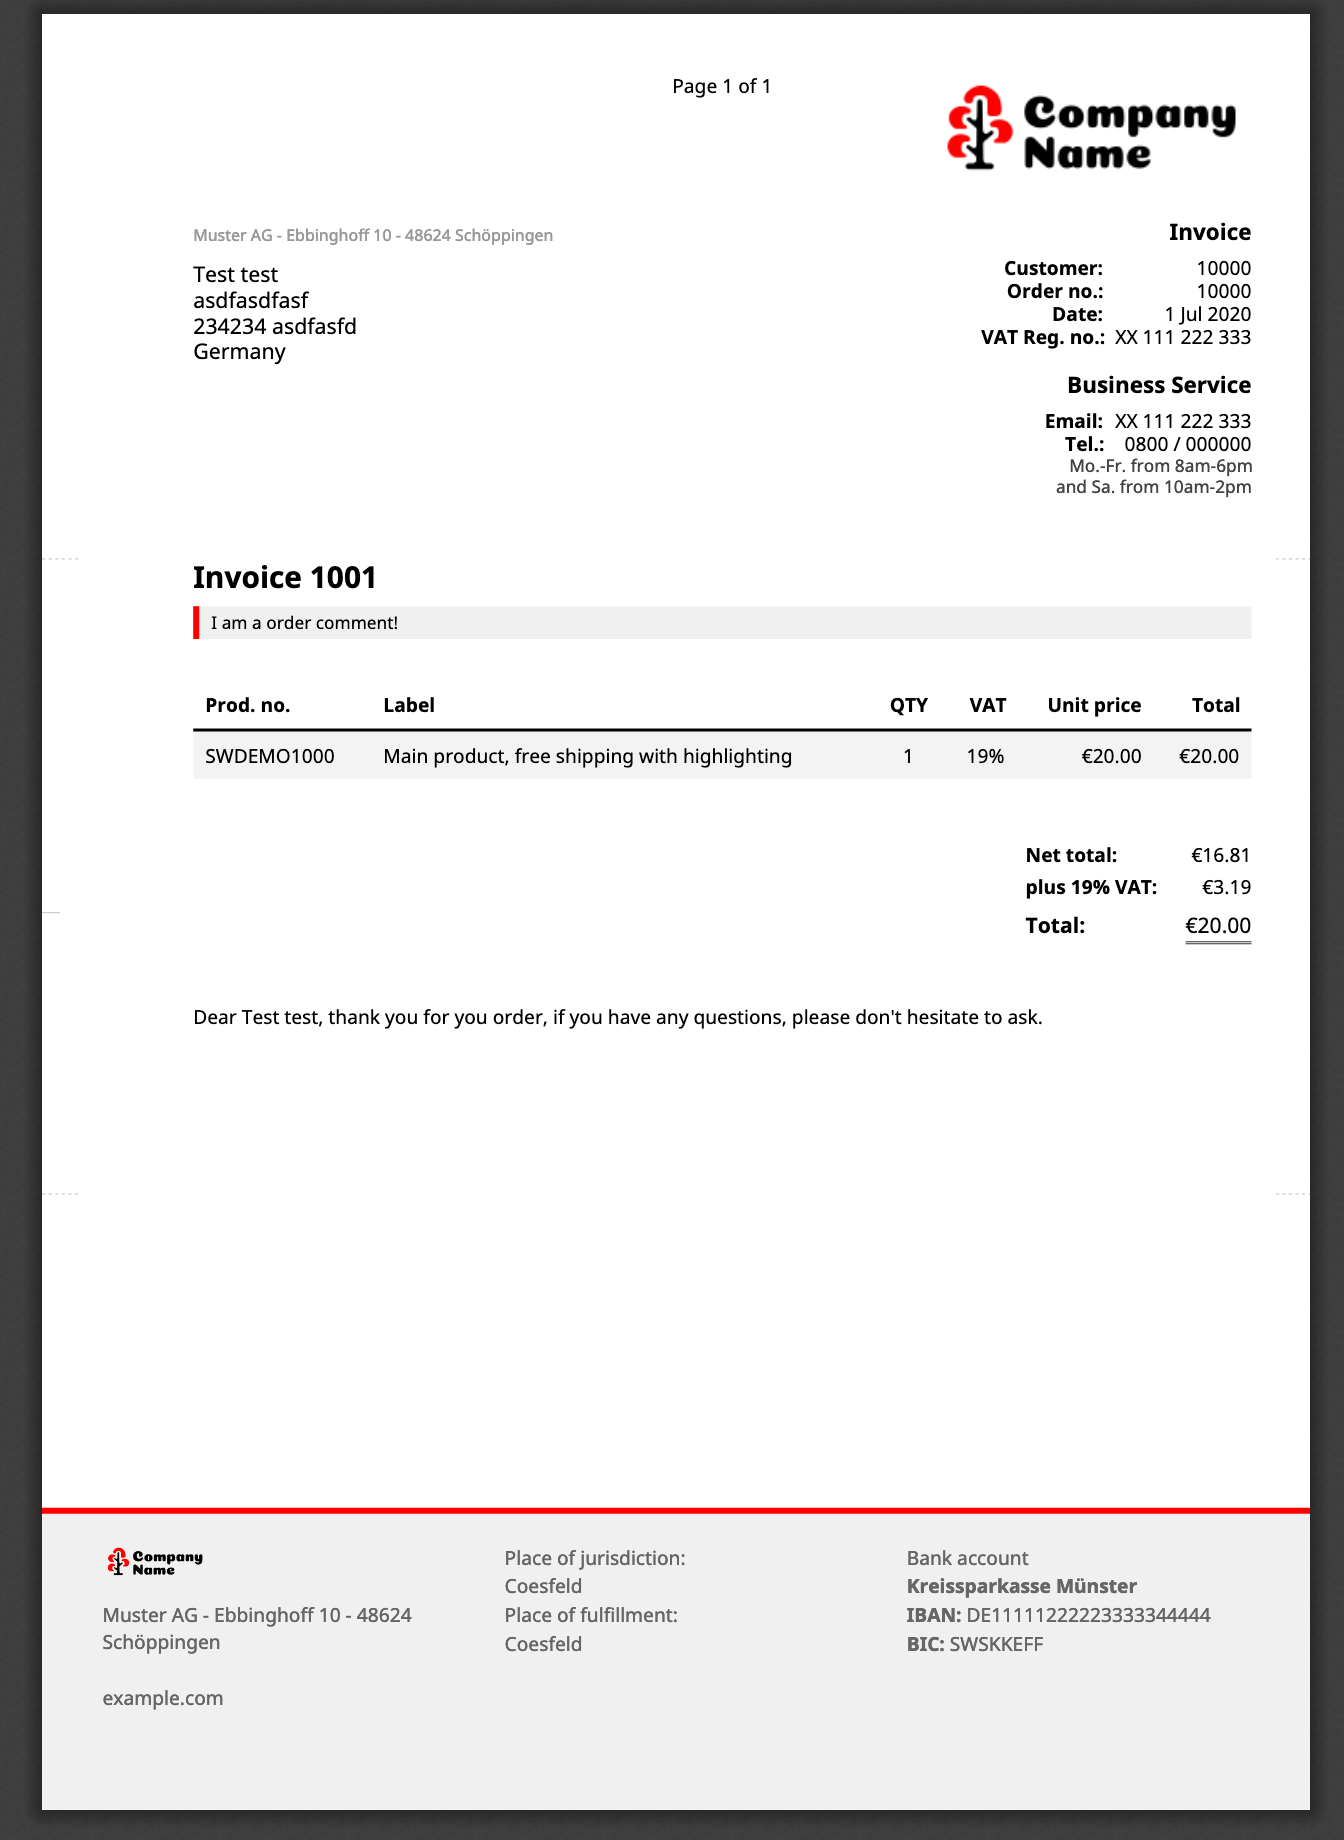 Page 1 of 1
Company
Name
Muster AG - Ebbinghoff 10 - 48624 Schöppingen
Test test
asdfasdfasf
234234 asdfasfd
Germany
Invoice
Customer: 10000
Order no.: 10000
Date: 1 Jul 2020
VAT Reg. no.: XX 111 222 333
Business Service
Email: XX 111 222 333
Tel.: 0800 / 000000
Mo.-Fr. from 8am-6pm
and Sa. from 10am-2pm
Invoice 1001
I am a order comment!
Prod. no. Label QTY VAT Unit price Total
SWDEMO1000 Main product, free shipping with highlighting 1 19% €20.00 €20.00
Net total: €16.81
plus 19% VAT: €3.19
Total: €20.00
Dear Test test, thank you for you order, if you have any questions, please don't hesitate to ask.
Company
Name
Muster AG - Ebbinghoff 10 - 48624
Schöppingen
example.com
Place of jurisdiction:
Coesfeld
Place of fulfillment:
Coesfeld
Bank account
Kreissparkasse Münster
IBAN: DE11111222223333344444
BIC: SWSKKEFF